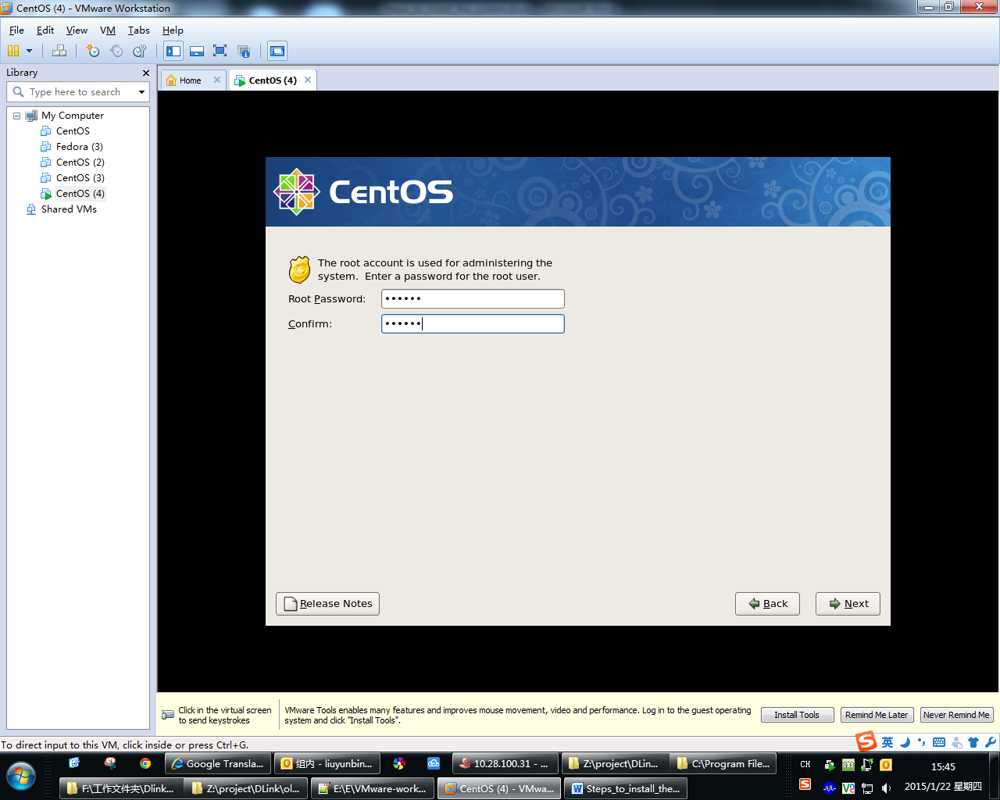 CentOS (4) - VMware Workstation
File Edit View VM Tabs Help
Library
Type here to search
My Computer
CentOS
Fedora (3)
CentOS (2)
CentOS (3)
CentOS (4)
Shared VMs
Home
CentOS (4)
CentOS
The root account is used for administering the
system. Enter a password for the root user.
Root Password: ••••••
Confirm: ••••••
Release Notes
Back
Next
Click in the virtual screen
to send keystrokes
VMware Tools enables many features and improves mouse movement, video and performance. Log in to the guest operating
system and click "Install Tools".
Install Tools
Remind Me Later
Never Remind Me
To direct input to this VM, click inside or press Ctrl+G.
英
Google Transla...
组内 - liuyunbin...
10.28.100.31 - ...
Z:\project\DLin...
C:\Program File...
CH
15:45
F:\工作文件夹\Dlink...
Z:\project\DLink\ol...
E:\E\VMware-work...
CentOS (4) - VMwa...
Steps_to_install_the...
2015/1/22 星期四